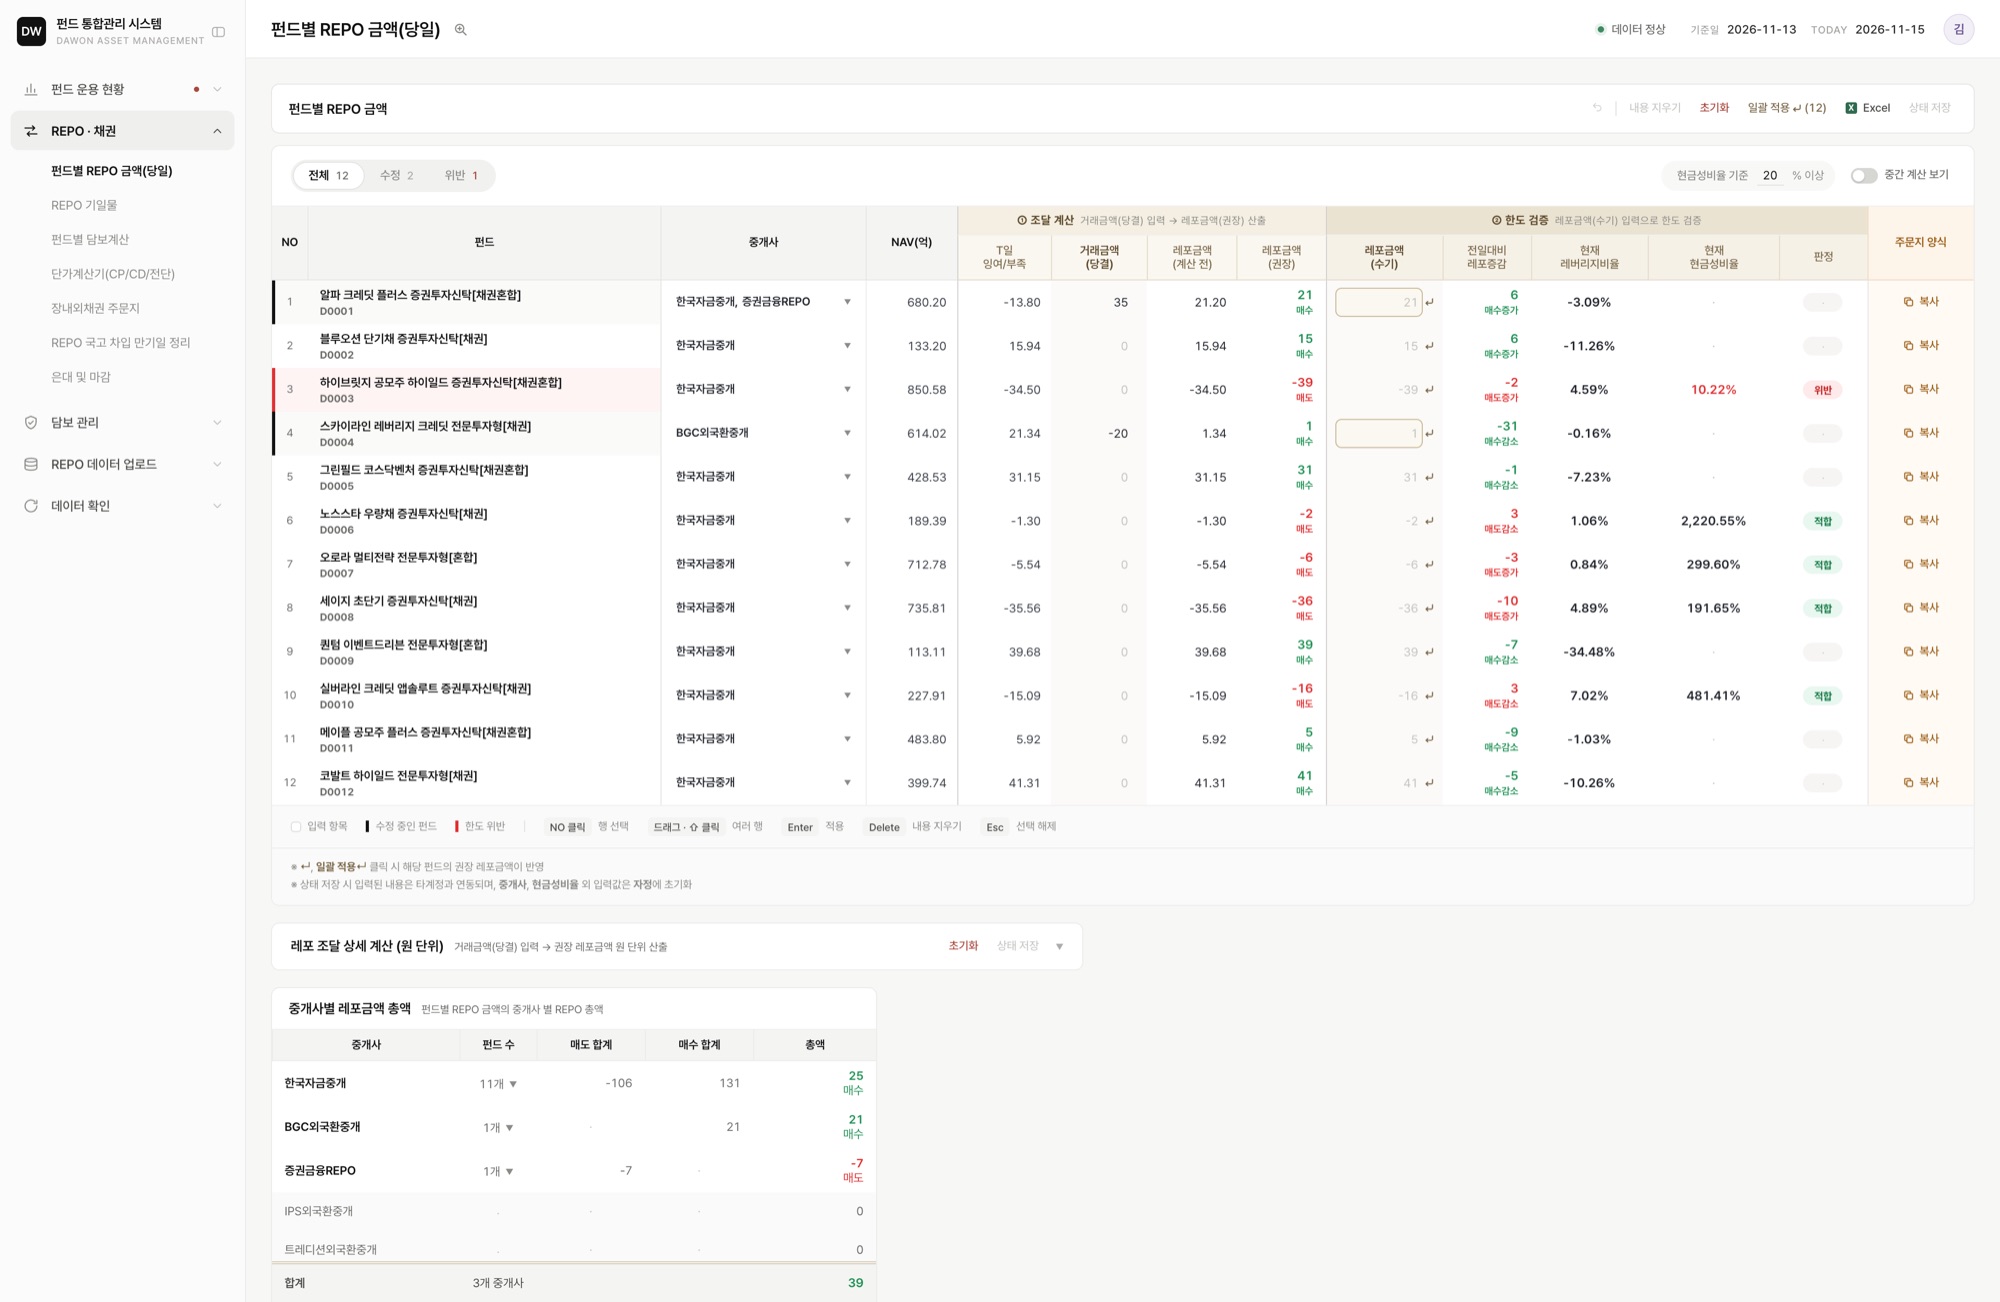 DW
펀드 통합관리 시스템
DAWON ASSET MANAGEMENT
펀드 운용 현황
REPO · 채권
펀드별 REPO 금액(당일)
REPO 기일물
펀드별 담보계산
단가계산기(CP/CD/전단)
장내외채권 주문지
REPO 국고 차입 만기일 정리
은대 및 마감
담보 관리
REPO 데이터 업로드
데이터 확인
펀드별 REPO 금액(당일)
데이터 정상 기준일 2026-11-13 TODAY 2026-11-15 김
펀드별 REPO 금액
내용 지우기 초기화 일괄 적용 ↵ (12) Excel 상태 저장
전체 12 수정 2 위반 1
현금성비율 기준 20 % 이상 중간 계산 보기
NO 펀드 중개사 NAV(억)
① 조달 계산 거래금액(당결) 입력 → 레포금액(권장) 산출
② 한도 검증 레포금액(수기) 입력으로 한도 검증
주문지 양식
T일 잉여/부족 거래금액 (당결) 레포금액 (계산 전) 레포금액 (권장) 레포금액 (수기) 전일대비 레포증감 현재 레버리지비율 현재 현금성비율 판정
1 알파 크레딧 플러스 증권투자신탁[채권혼합] D0001 한국자금중개, 증권금융REPO ▼ 680.20 -13.80 35 21.20 21 매수 21 ↵ 6 매수증가 -3.09% · · 복사
2 블루오션 단기채 증권투자신탁[채권] D0002 한국자금중개 ▼ 133.20 15.94 0 15.94 15 매수 15 ↵ 6 매수증가 -11.26% · · 복사
3 하이브릿지 공모주 하이일드 증권투자신탁[채권혼합] D0003 한국자금중개 ▼ 850.58 -34.50 0 -34.50 -39 매도 -39 ↵ -2 매도증가 4.59% 10.22% 위반 복사
4 스카이라인 레버리지 크레딧 전문투자형[채권] D0004 BGC외국환중개 ▼ 614.02 21.34 -20 1.34 1 매수 1 ↵ -31 매수감소 -0.16% · · 복사
5 그린필드 코스닥벤처 증권투자신탁[채권혼합] D0005 한국자금중개 ▼ 428.53 31.15 0 31.15 31 매수 31 ↵ -1 매수감소 -7.23% · · 복사
6 노스스타 우량채 증권투자신탁[채권] D0006 한국자금중개 ▼ 189.39 -1.30 0 -1.30 -2 매도 -2 ↵ 3 매도감소 1.06% 2,220.55% 적합 복사
7 오로라 멀티전략 전문투자형[혼합] D0007 한국자금중개 ▼ 712.78 -5.54 0 -5.54 -6 매도 -6 ↵ -3 매도증가 0.84% 299.60% 적합 복사
8 세이지 초단기 증권투자신탁[채권] D0008 한국자금중개 ▼ 735.81 -35.56 0 -35.56 -36 매도 -36 ↵ -10 매도증가 4.89% 191.65% 적합 복사
9 퀀텀 이벤트드리븐 전문투자형[혼합] D0009 한국자금중개 ▼ 113.11 39.68 0 39.68 39 매수 39 ↵ -7 매수감소 -34.48% · · 복사
10 실버라인 크레딧 앱솔루트 증권투자신탁[채권] D0010 한국자금중개 ▼ 227.91 -15.09 0 -15.09 -16 매도 -16 ↵ 3 매도감소 7.02% 481.41% 적합 복사
11 메이플 공모주 플러스 증권투자신탁[채권혼합] D0011 한국자금중개 ▼ 483.80 5.92 0 5.92 5 매수 5 ↵ -9 매수감소 -1.03% · · 복사
12 코발트 하이일드 전문투자형[채권] D0012 한국자금중개 ▼ 399.74 41.31 0 41.31 41 매수 41 ↵ -5 매수감소 -10.26% · · 복사
입력 항목 수정 중인 펀드 한도 위반 NO 클릭 행 선택 드래그 · ⇧ 클릭 여러 행 Enter 적용 Delete 내용 지우기 Esc 선택 해제
※ ↵, 일괄 적용↵ 클릭 시 해당 펀드의 권장 레포금액이 반영
※ 상태 저장 시 입력된 내용은 타계정과 연동되며, 중개사, 현금성비율 외 입력값은 자정에 초기화
레포 조달 상세 계산 (원 단위) 거래금액(당결) 입력 → 권장 레포금액 원 단위 산출 초기화 상태 저장 ▼
중개사별 레포금액 총액 펀드별 REPO 금액의 중개사 별 REPO 총액
중개사 펀드 수 매도 합계 매수 합계 총액
한국자금중개 11개 ▼ -106 131 25 매수
BGC외국환중개 1개 ▼ · 21 21 매수
증권금융REPO 1개 ▼ -7 · -7 매도
IPS외국환중개 · · · 0
트레디션외국환중개 · · · 0
합계 3개 중개사 39